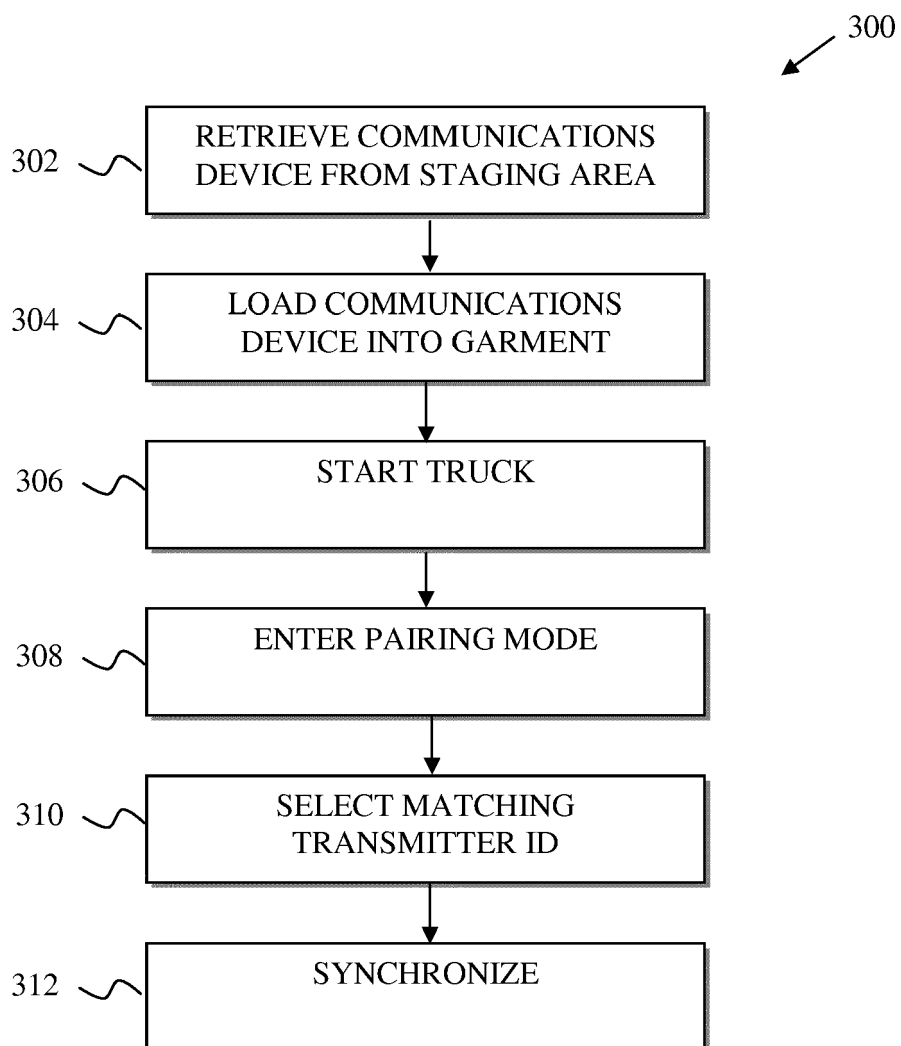 300
302
RETRIEVE COMMUNICATIONS
DEVICE FROM STAGING AREA
304
LOAD COMMUNICATIONS
DEVICE INTO GARMENT
306
START TRUCK
308
ENTER PAIRING MODE
310
SELECT MATCHING
TRANSMITTER ID
312
SYNCHRONIZE